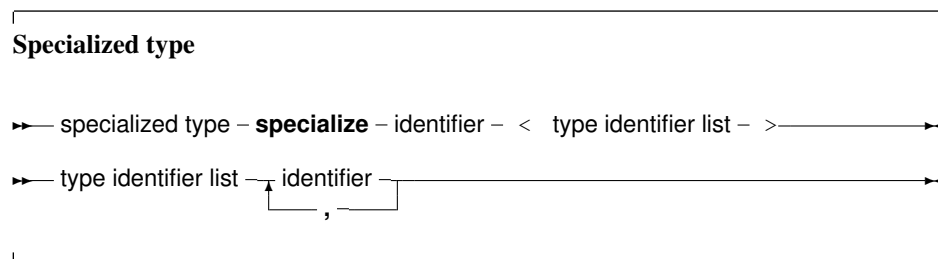 Specialized type
specialized type – specialize – identifier – < type identifier list – >
type identifier list – identifier –
,